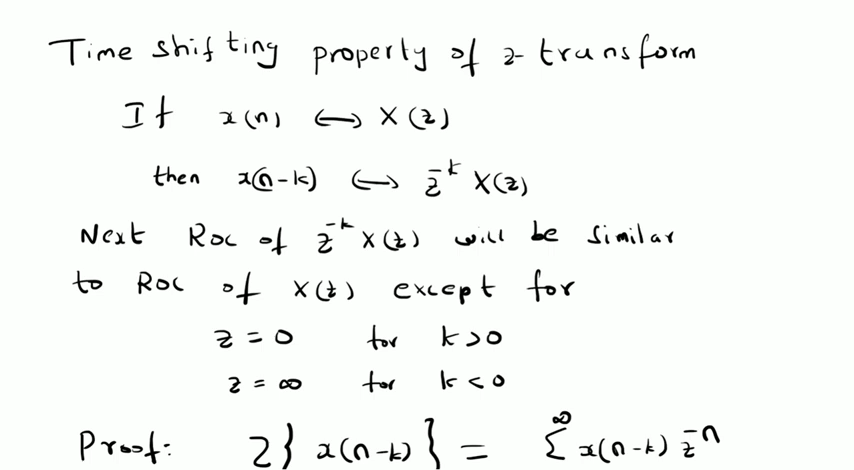 Time shifting property of z-transform
If x(n) ↔ X(z)
then x(n-k) ↔ z^-k X(z)
Next ROC of z^-k X(z) will be similar
to ROC of X(z) except for
z = 0 for k > 0
z = ∞ for k < 0
Proof: Z{ x(n-k) } = Σ^∞ x(n-k) z^-n